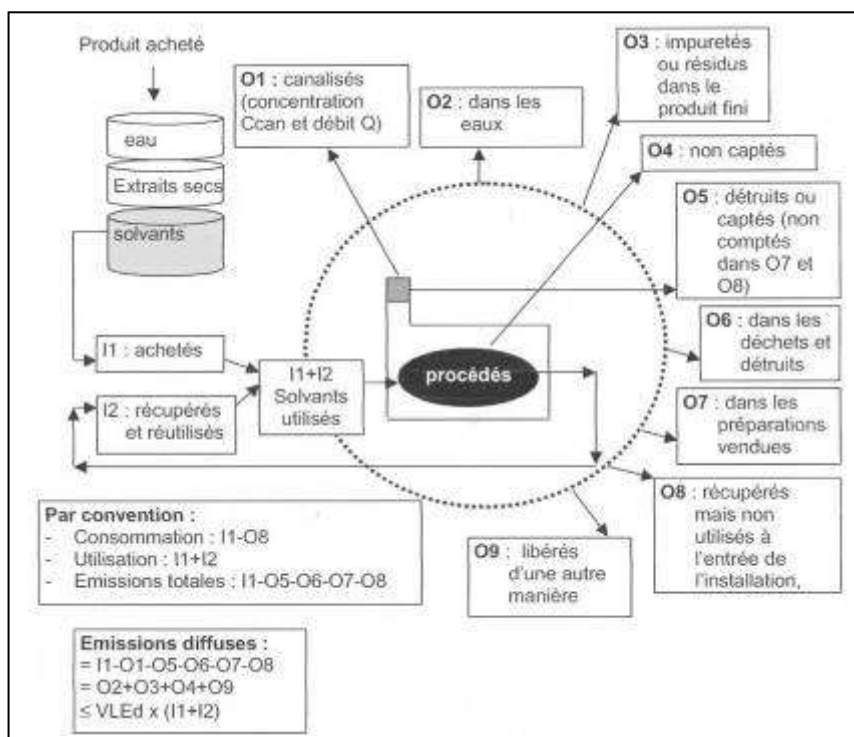 Produit acheté
eau
Extraits secs
solvants
O1 : canalisés
(concentration
Ccan et débit Q)
O2 : dans les
eaux
O3 : impuretés
ou résidus
dans le
produit fini
O4 : non captés
O5 : détruits ou
captés (non
comptés
dans O7 et
O8)
O6 : dans les
déchets et
détruits
O7 : dans les
préparations
vendues
O8 : récupérés
mais non
utilisés à
l'entrée de
l'installation,
O9 : libérés
d'une autre
manière
I1 : achetés
I2 : récupérés
et réutilisés
I1+I2
Solvants
utilisés
procédés
Par convention :
- Consommation : I1-O8
- Utilisation : I1+I2
- Emissions totales : I1-O5-O6-O7-O8
Emissions diffuses :
= I1-O1-O5-O6-O7-O8
= O2+O3+O4+O9
≤ VLEd x (I1+I2)